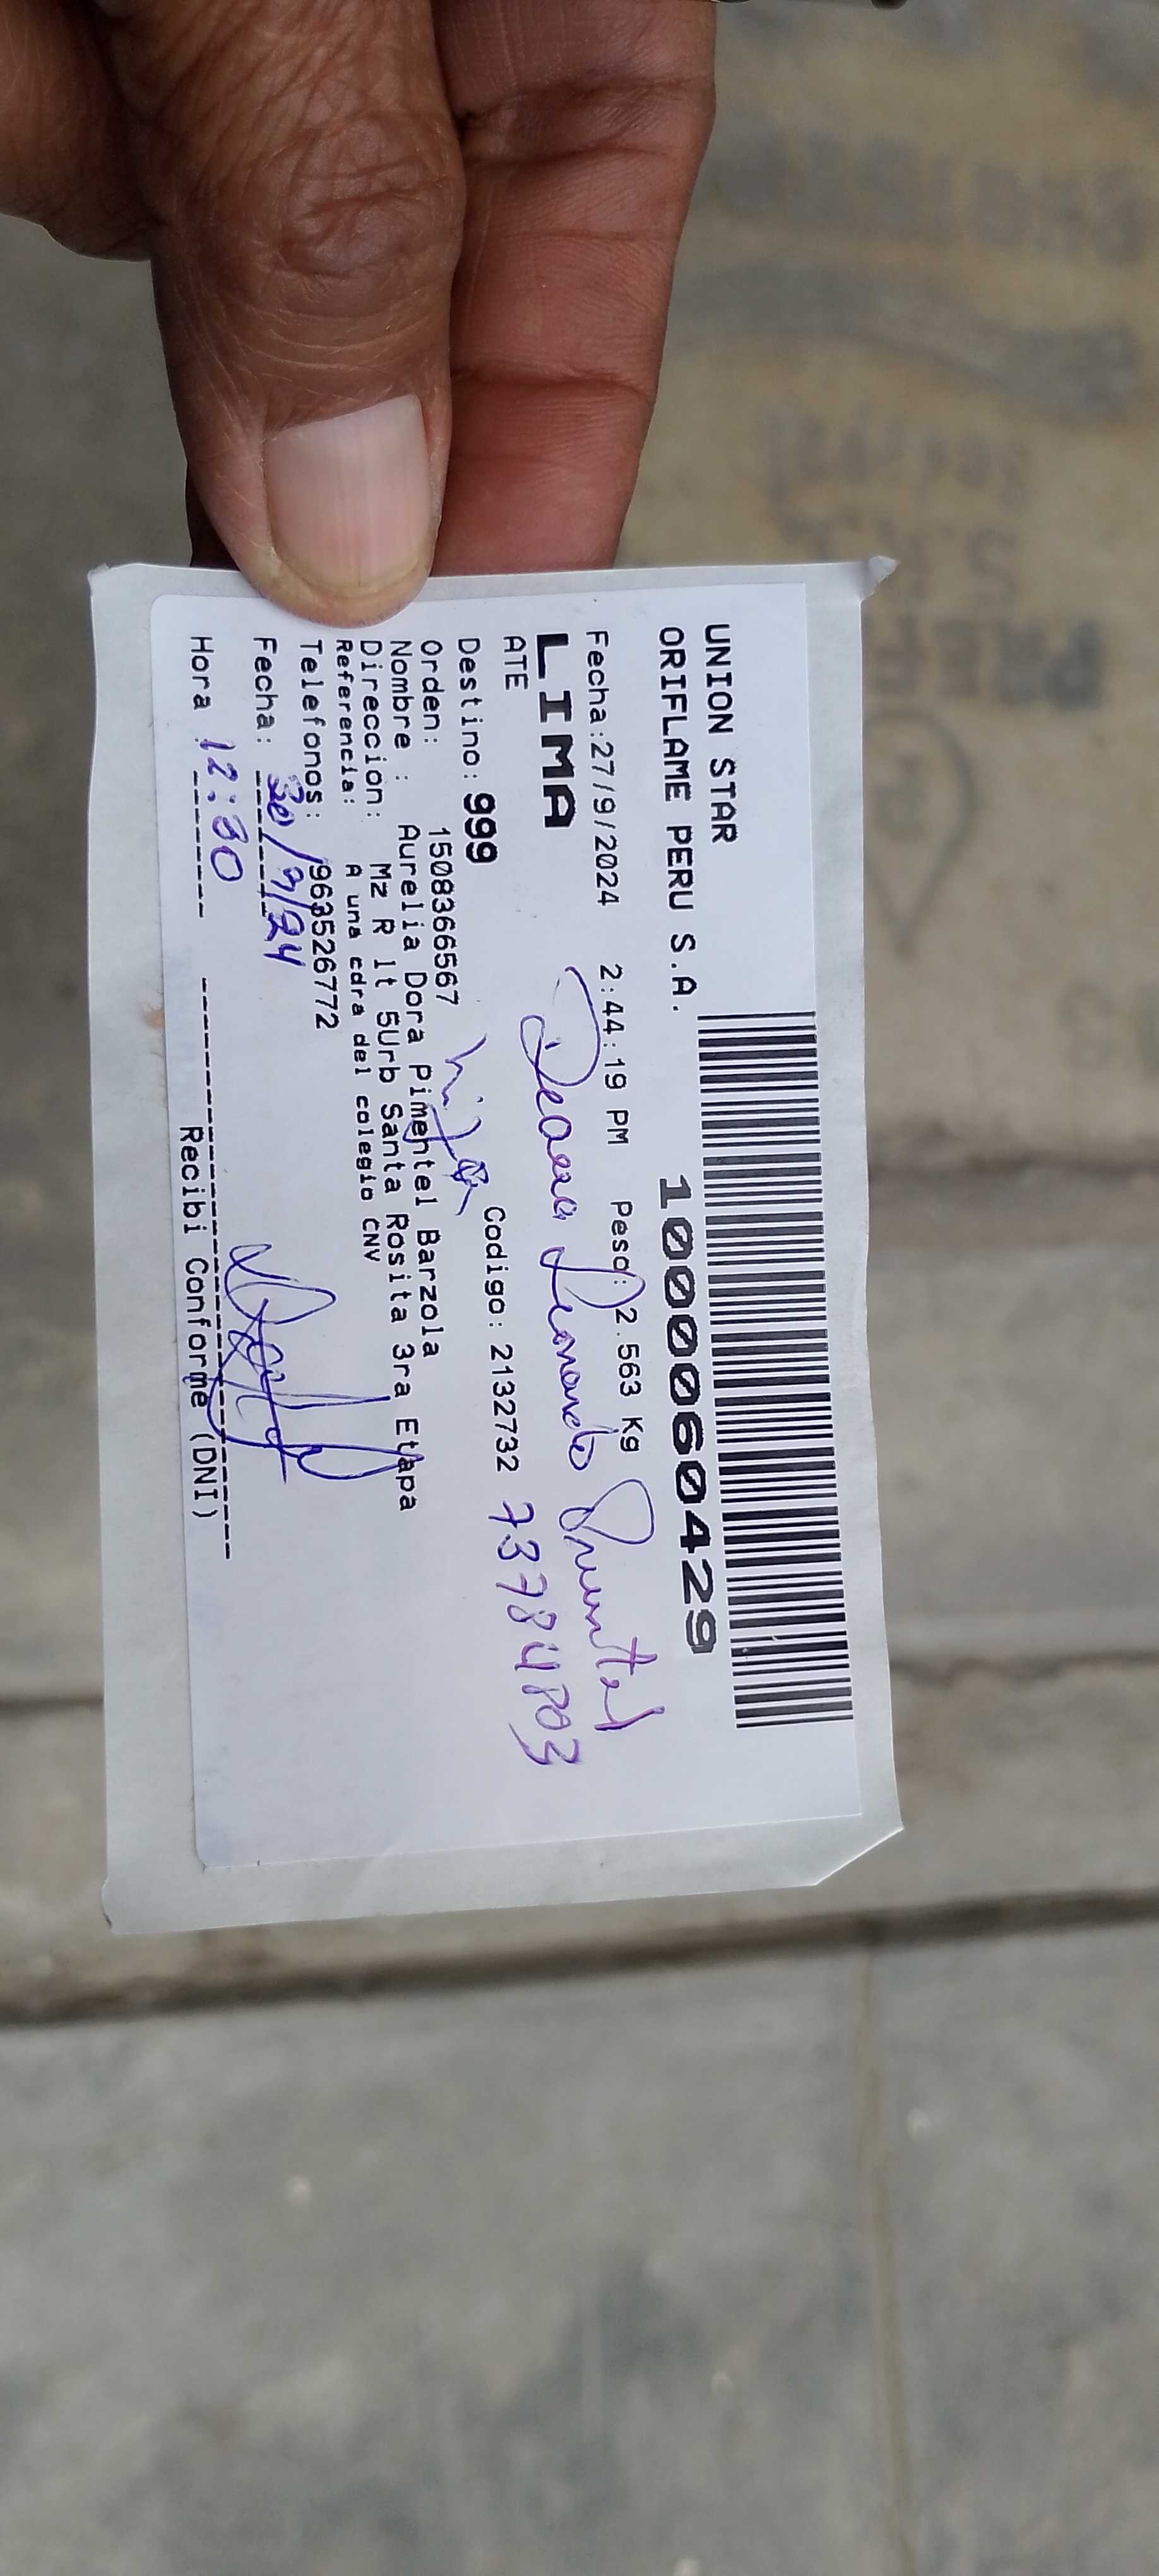 UNION STAR
ORIFLAME PERU S.A.
1000060429
Fecha:27/9/2024 2:44:19 PM Peso: 2.563 Kg
LIMA
ATE
Leonardo Pimentel
Destino: 999
Codigo: 2132732
73784803
Orden: 1508366567
hija
Nombre : Aurelia Dora Pimentel Barzola
Direccion: Mz R lt 5Urb Santa Rosita 3ra Etapa
Referencia: A una cdra del colegio CNV
Telefonos: /963526772
Fecha: 30/9/24
Hora 12:30
Recibi Conforme (DNI)